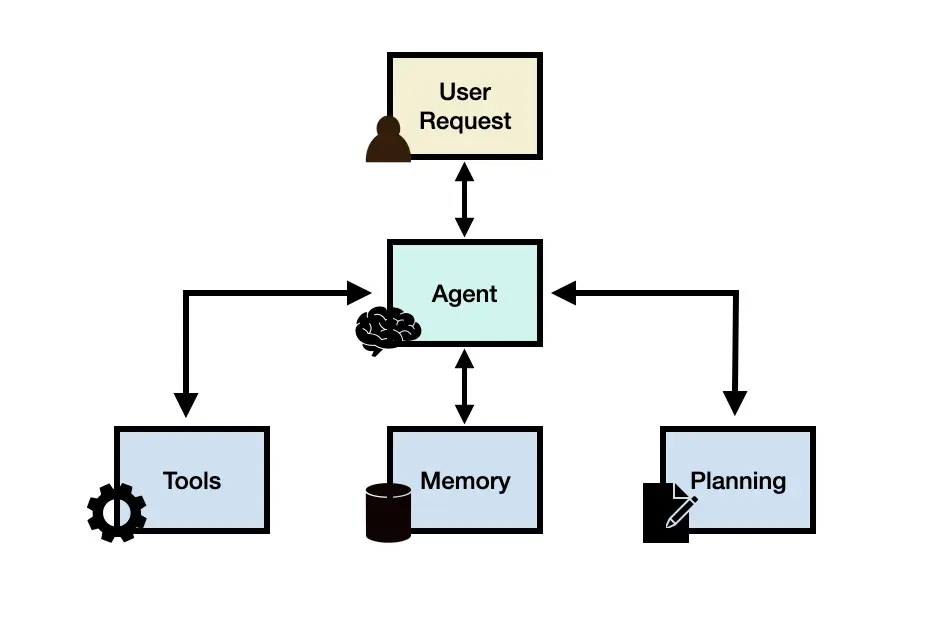 User
Request
Agent
Tools
Memory
Planning